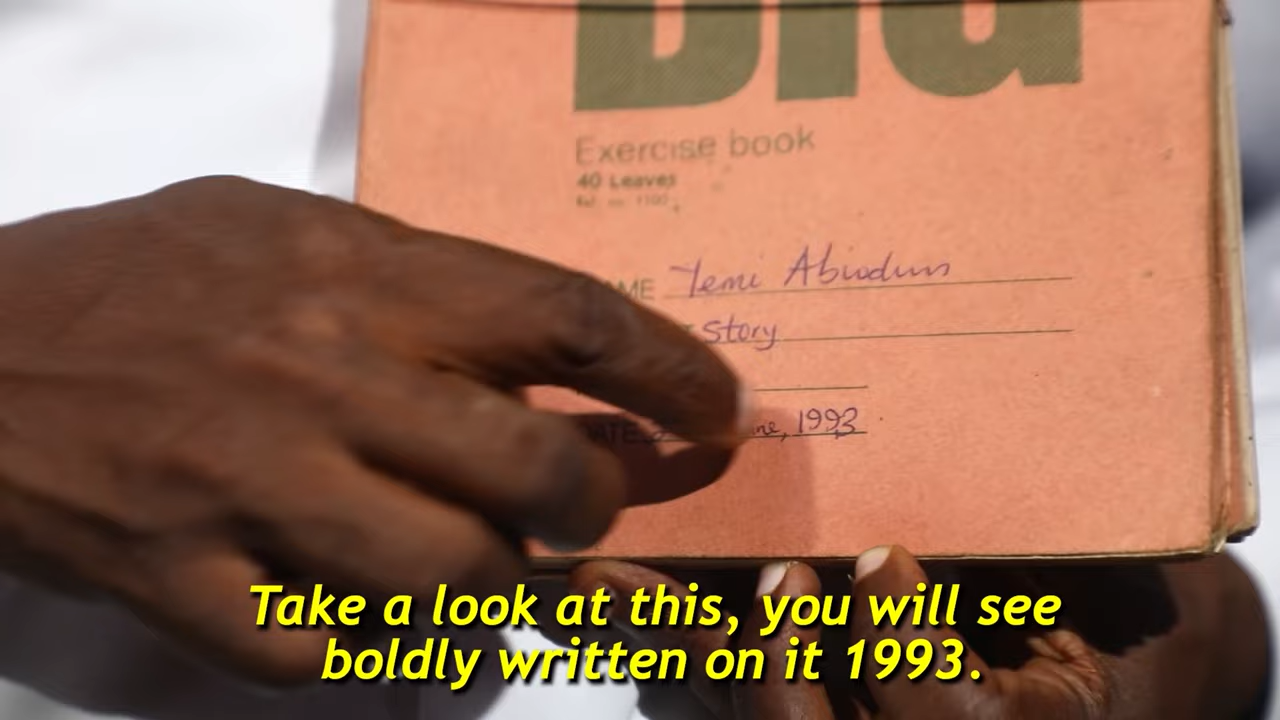 BIG
Exercise book
40 Leaves
Yemi Abiodun
Story
1993
Take a look at this, you will see
boldly written on it 1993.